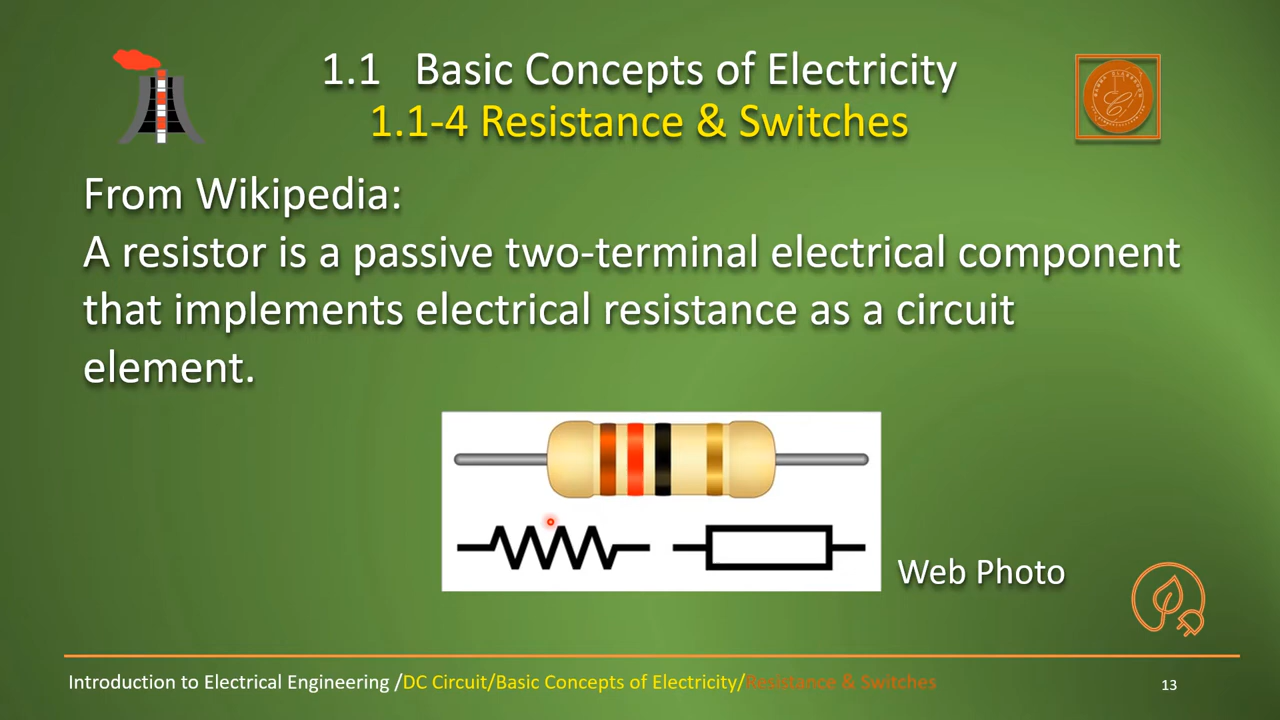 1.1 Basic Concepts of Electricity
1.1-4 Resistance & Switches
From Wikipedia:
A resistor is a passive two-terminal electrical component
that implements electrical resistance as a circuit
element.
Web Photo
Introduction to Electrical Engineering /DC Circuit/Basic Concepts of Electricity/Resistance & Switches
13